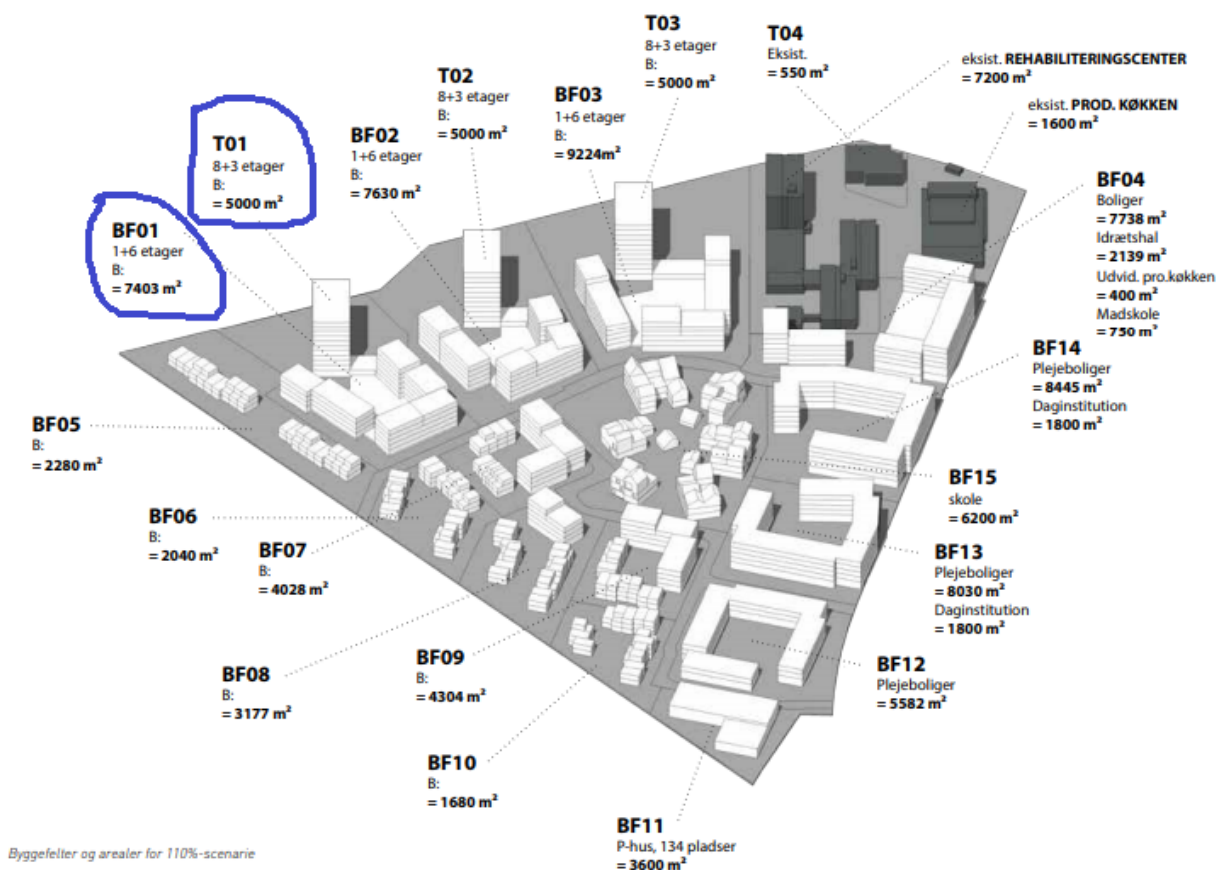 T03
8+3 etager
B:
= 5000 m²
T04
Eksist.
= 550 m²
eksist. REHABILITERINGSCENTER
= 7200 m²
T02
8+3 etager
B:
= 5000 m²
BF03
1+6 etager
B:
= 9224m²
eksist. PROD. KØKKEN
= 1600 m²
T01
8+3 etager
B:
= 5000 m²
BF02
1+6 etager
B:
= 7630 m²
BF01
1+6 etager
B:
= 7403 m²
BF04
Boliger
= 7738 m²
Idrætshal
= 2139 m²
Udvid. pro.køkken
= 400 m²
Madskole
= 750 m²
BF14
Plejeboliger
= 8445 m²
Daginstitution
= 1800 m²
BF05
B:
= 2280 m²
BF15
skole
= 6200 m²
BF06
B:
= 2040 m²
BF07
B:
= 4028 m²
BF13
Plejeboliger
= 8030 m²
Daginstitution
= 1800 m²
BF08
B:
= 3177 m²
BF09
B:
= 4304 m²
BF12
Plejeboliger
= 5582 m²
BF10
B:
= 1680 m²
BF11
P-hus, 134 pladser
= 3600 m²
Byggefelter og arealer for 110%-scenarie